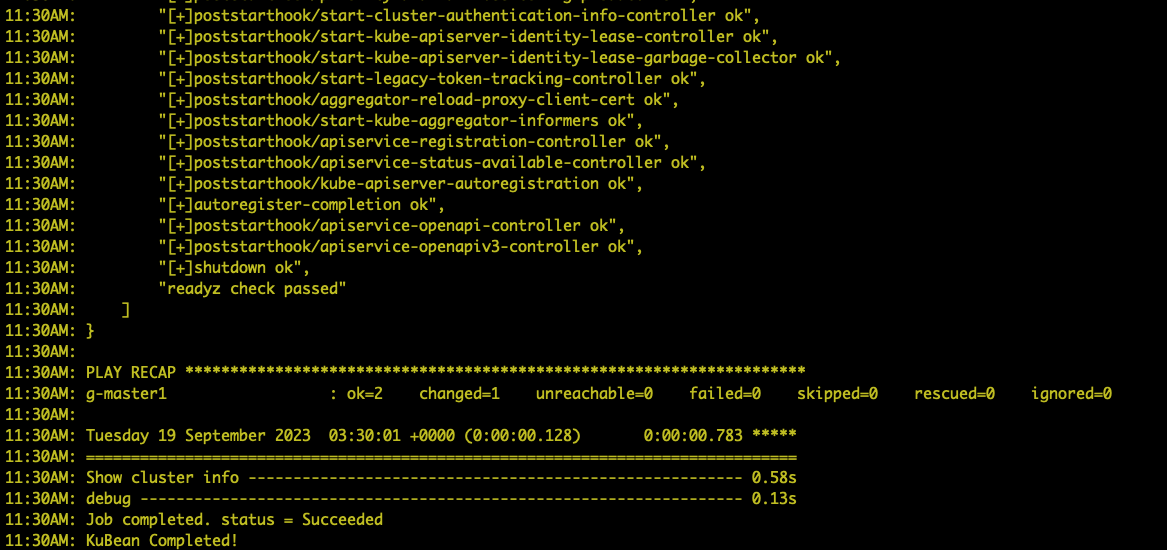 11:30AM: "[+]poststarthook/start-cluster-authentication-info-controller ok",
11:30AM: "[+]poststarthook/start-kube-apiserver-identity-lease-controller ok",
11:30AM: "[+]poststarthook/start-kube-apiserver-identity-lease-garbage-collector ok",
11:30AM: "[+]poststarthook/start-legacy-token-tracking-controller ok",
11:30AM: "[+]poststarthook/aggregator-reload-proxy-client-cert ok",
11:30AM: "[+]poststarthook/start-kube-aggregator-informers ok",
11:30AM: "[+]poststarthook/apiservice-registration-controller ok",
11:30AM: "[+]poststarthook/apiservice-status-available-controller ok",
11:30AM: "[+]poststarthook/kube-apiserver-autoregistration ok",
11:30AM: "[+]autoregister-completion ok",
11:30AM: "[+]poststarthook/apiservice-openapi-controller ok",
11:30AM: "[+]poststarthook/apiservice-openapiv3-controller ok",
11:30AM: "[+]shutdown ok",
11:30AM: "readyz check passed"
11:30AM: ]
11:30AM: }
11:30AM:
11:30AM: PLAY RECAP *********************************************************************
11:30AM: g-master1 : ok=2 changed=1 unreachable=0 failed=0 skipped=0 rescued=0 ignored=0
11:30AM:
11:30AM: Tuesday 19 September 2023 03:30:01 +0000 (0:00:00.128) 0:00:00.783 *****
11:30AM: ===============================================================================
11:30AM: Show cluster info ------------------------------------------------------- 0.58s
11:30AM: debug ------------------------------------------------------------------- 0.13s
11:30AM: Job completed. status = Succeeded
11:30AM: KuBean Completed!